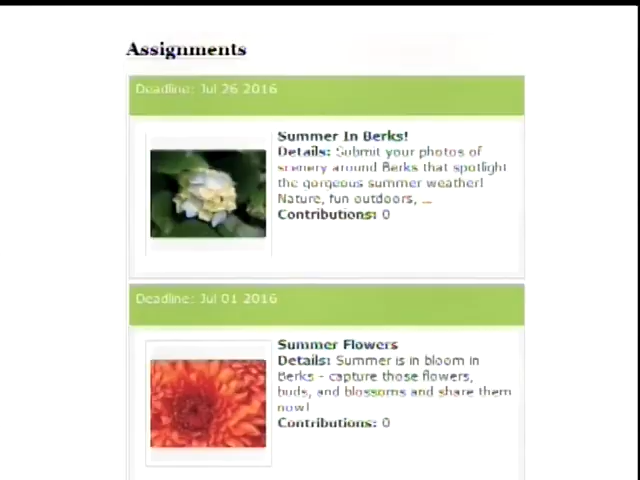 Assignments
Deadline: Jul 26 2016
Summer In Berks!
Details: Submit your photos of
scenery around Berks that spotlight
the gorgeous summer weather!
Nature, fun outdoors, ...
Contributions: 0
Deadline: Jul 01 2016
Summer Flowers
Details: Summer is in bloom in
Berks - capture those flowers,
buds, and blossoms and share them
now!
Contributions: 0